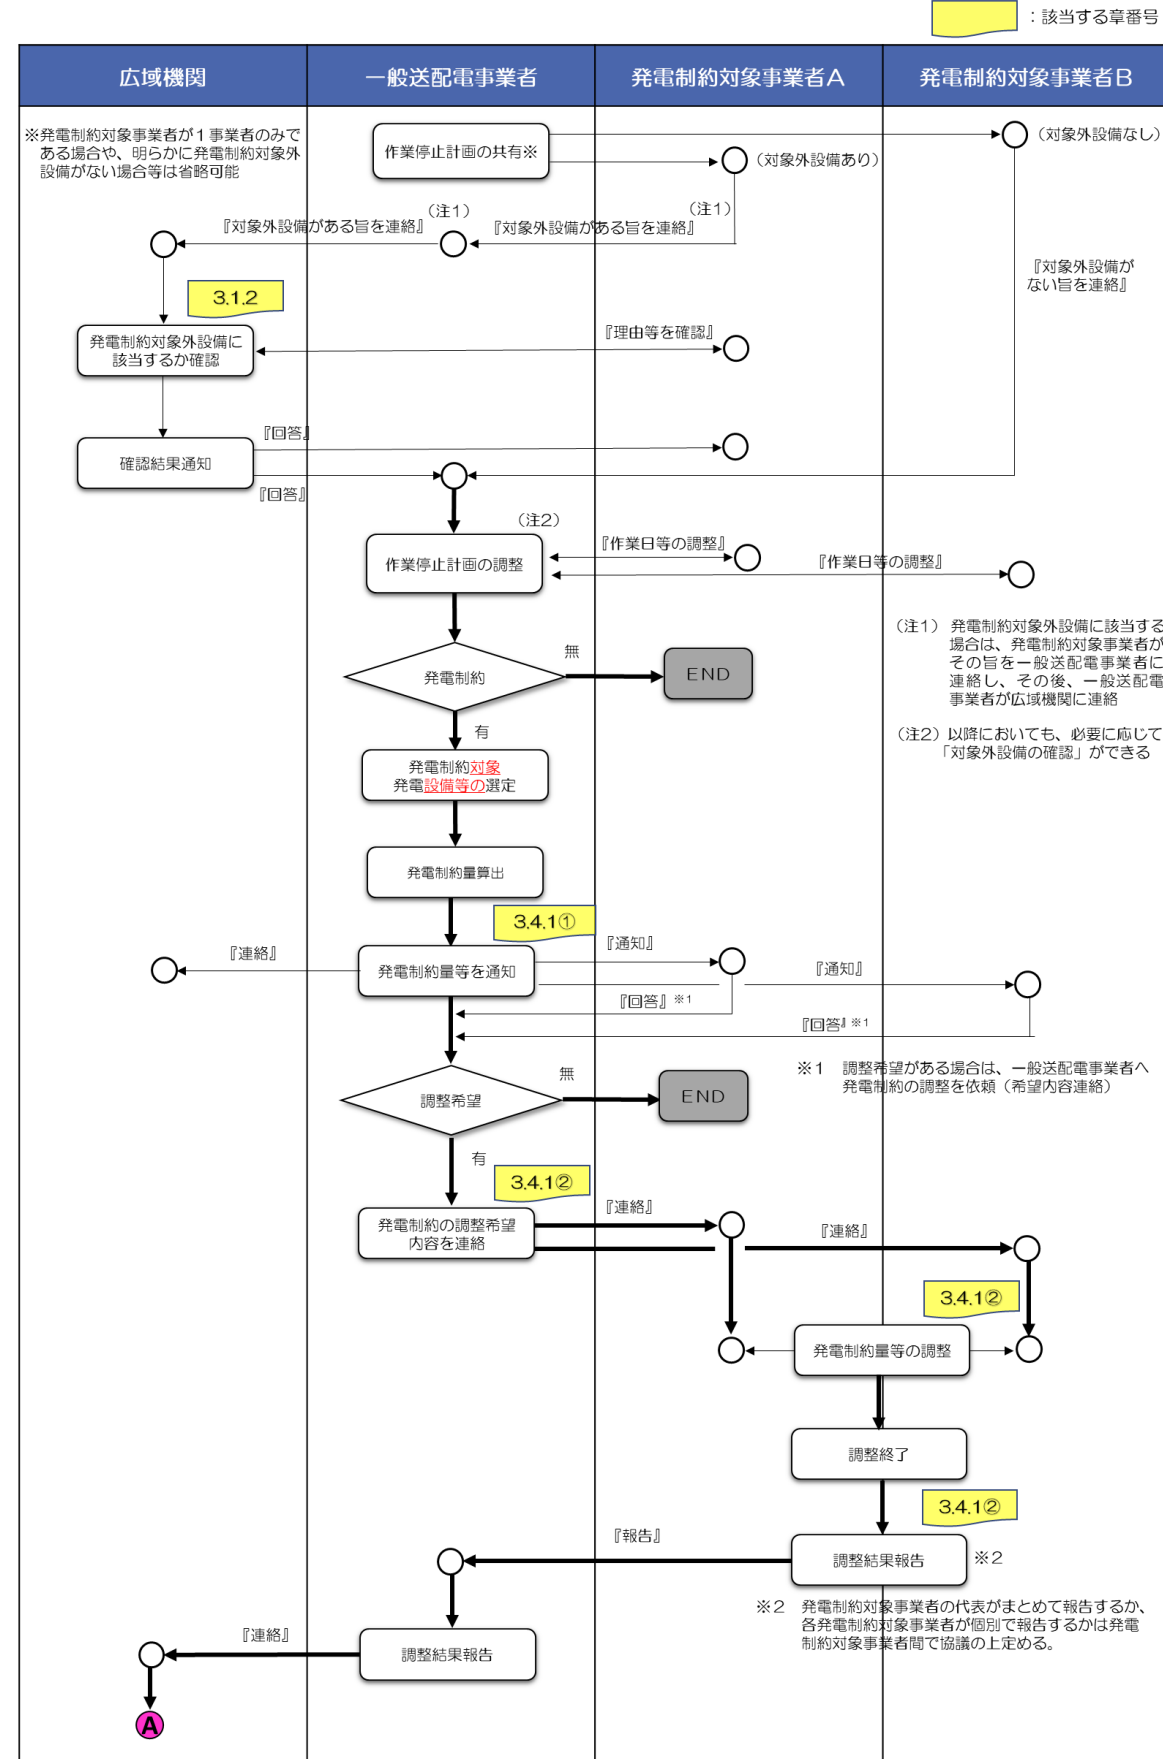 ：該当する章番号
広域機関
一般送配電事業者
発電制約対象事業者A
発電制約対象事業者B
※発電制約対象事業者が１事業者のみで
ある場合や、明らかに発電制約対象外
設備がない場合等は省略可能
作業停止計画の共有※
（対象外設備なし）
（対象外設備あり）
（注1）
（注1）
『対象外設備がある旨を連絡』
『対象外設備がある旨を連絡』
『対象外設備が
ない旨を連絡』
3.1.2
発電制約対象外設備に
該当するか確認
『理由等を確認』
『回答』
確認結果通知
『回答』
（注2）
作業停止計画の調整
『作業日等の調整』
『作業日等の調整』
（注1） 発電制約対象外設備に該当する
場合は、発電制約対象事業者が
その旨を一般送配電事業者に
連絡し、その後、一般送配電
事業者が広域機関に連絡
（注2）以降においても、必要に応じて
「対象外設備の確認」ができる
発電制約
無
END
有
発電制約対象
発電設備等の選定
発電制約量算出
3.4.1①
『連絡』
発電制約量等を通知
『通知』
『通知』
『回答』※1
『回答』※1
※1　調整希望がある場合は、一般送配電事業者へ
発電制約の調整を依頼（希望内容連絡）
調整希望
無
END
有
3.4.1②
発電制約の調整希望
内容を連絡
『連絡』
『連絡』
3.4.1②
発電制約量等の調整
調整終了
3.4.1②
『報告』
調整結果報告
※2
※2　発電制約対象事業者の代表がまとめて報告するか、
各発電制約対象事業者が個別で報告するかは発電
制約対象事業者間で協議の上定める。
『連絡』
調整結果報告
A